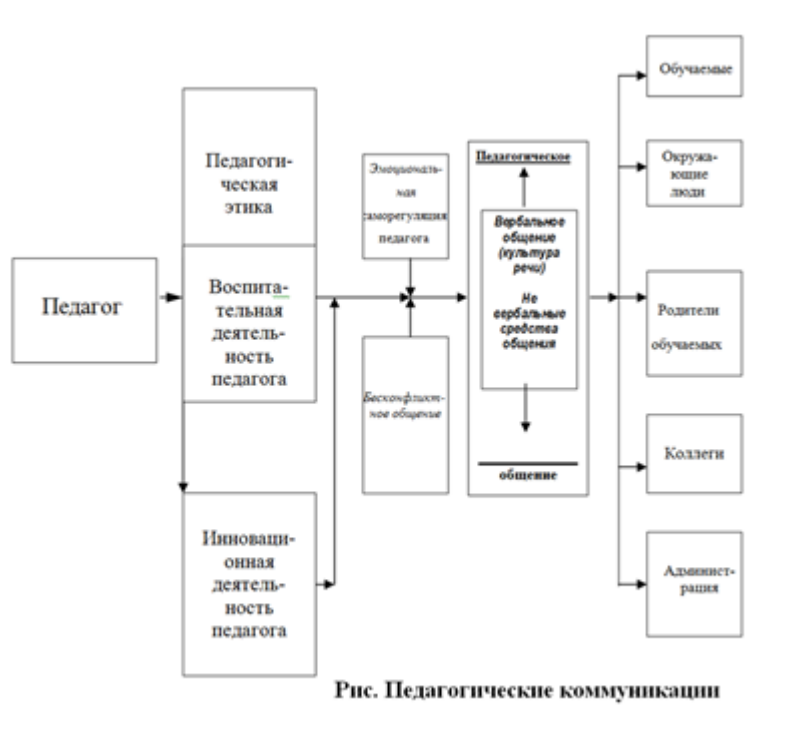 Педагог
Педагоги-
ческая
этика
Воспита-
тельная
деятель-
ность
педагога
Инноваци-
онная
деятель-
ность
педагога
Эмоциональ-
ная
саморегуляция
педагога
Бесконфликт-
ное общение
Педагогическое
Вербальное
общение
(культура
речи)
Не
вербальные
средства
общения
общение
Обучаемые
Окружа-
ющие
люди
Родители
обучаемых
Коллеги
Админист-
рация
Рис. Педагогические коммуникации